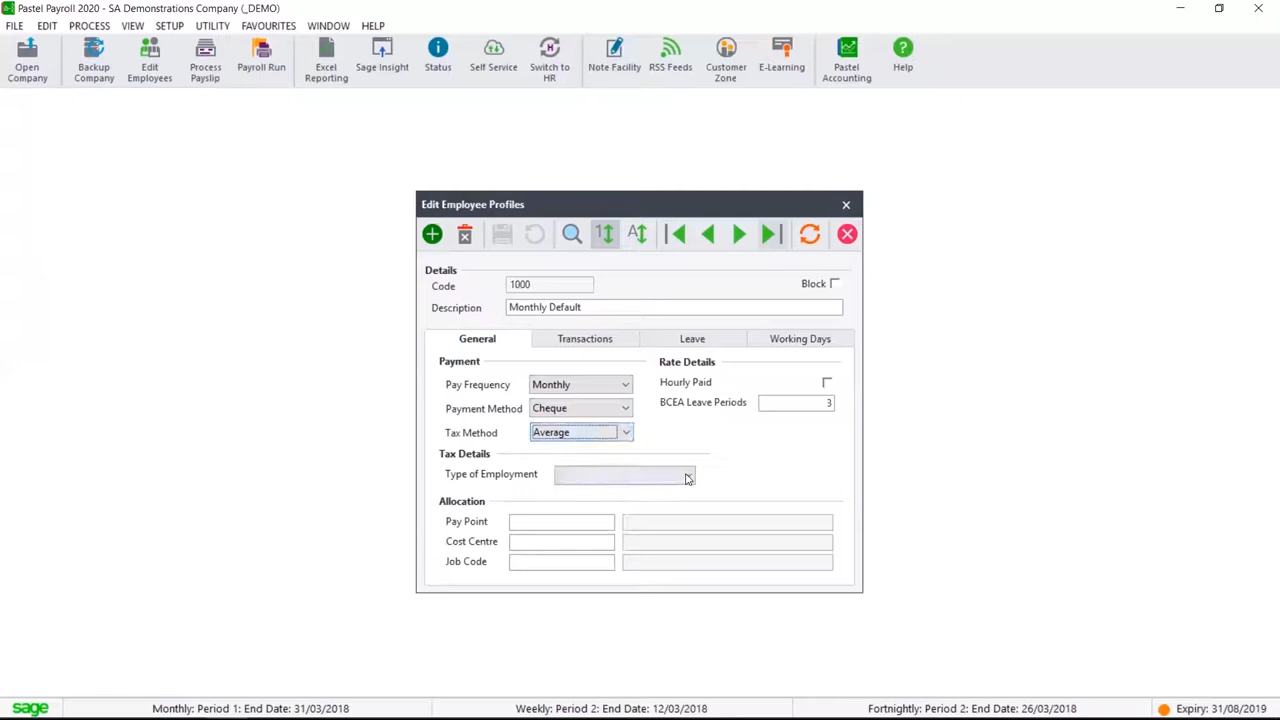 Pastel Payroll 2020 - SA Demonstrations Company (_DEMO)
FILE EDIT PROCESS VIEW SETUP UTILITY FAVOURITES WINDOW HELP
Open Company
Backup Company
Edit Employees
Process Payslip
Payroll Run
Excel Reporting
Sage Insight
Status
Self Service
Switch to HR
Note Facility
RSS Feeds
Customer Zone
E-Learning
Pastel Accounting
Help
Edit Employee Profiles
Details
Code 1000 Block
Description Monthly Default
General Transactions Leave Working Days
Payment Rate Details
Pay Frequency Monthly Hourly Paid
Payment Method Cheque BCEA Leave Periods 3
Tax Method Average
Tax Details
Type of Employment
Allocation
Pay Point
Cost Centre
Job Code
sage Monthly: Period 1: End Date: 31/03/2018 Weekly: Period 2: End Date: 12/03/2018 Fortnightly: Period 2: End Date: 26/03/2018 Expiry: 31/08/2019